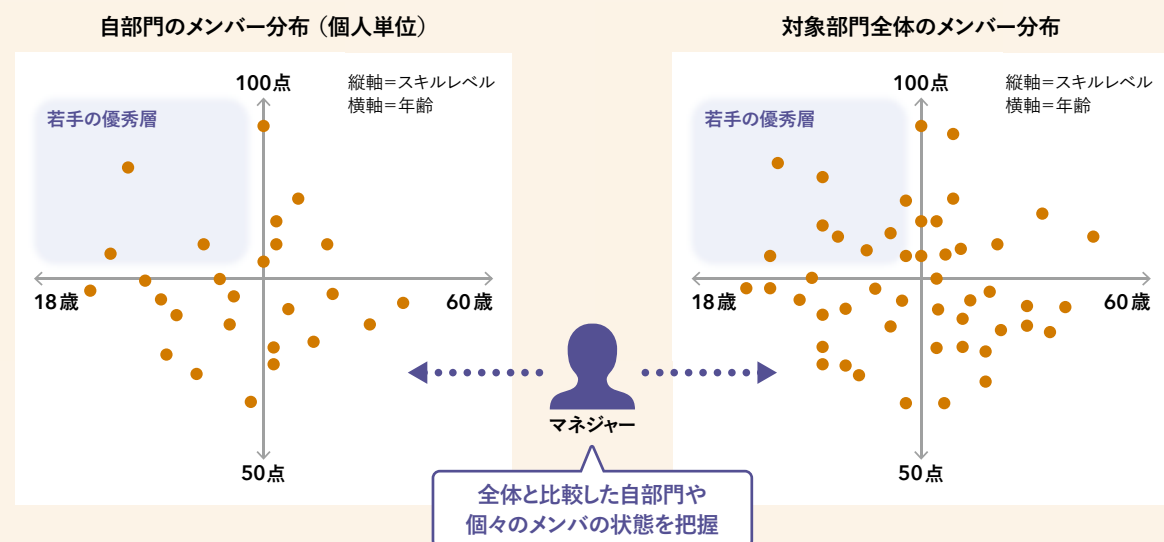 自部門のメンバー分布（個人単位）
100点
縦軸＝スキルレベル
横軸＝年齢
若手の優秀層
18歳
60歳
50点
対象部門全体のメンバー分布
100点
縦軸＝スキルレベル
横軸＝年齢
若手の優秀層
18歳
60歳
50点
マネジャー
全体と比較した自部門や
個々のメンバの状態を把握